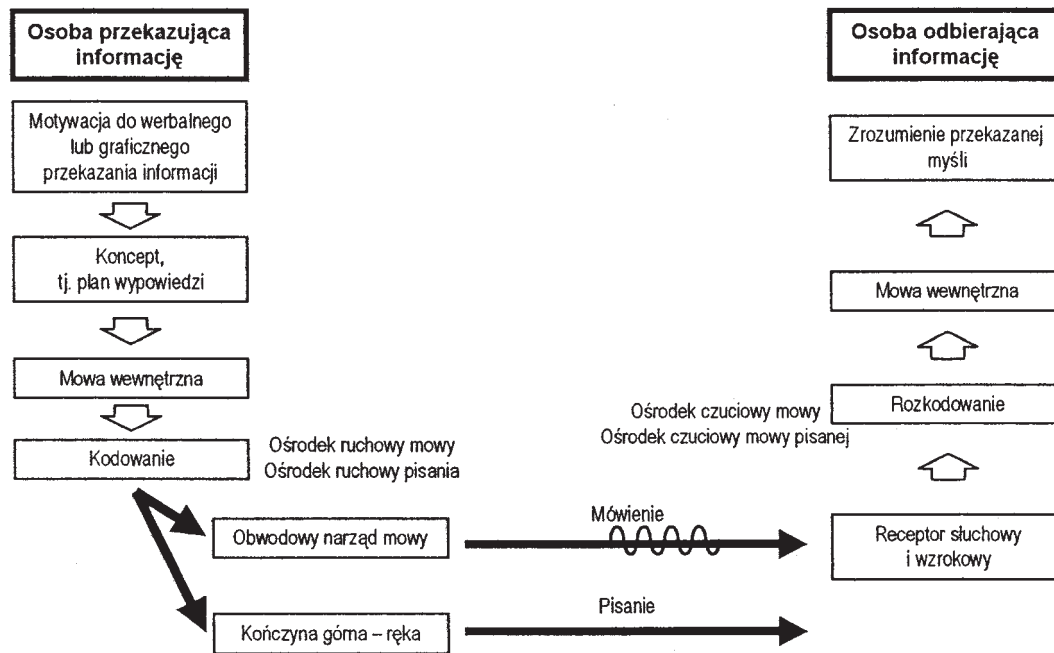 Osoba przekazująca
informację
Motywacja do werbalnego
lub graficznego
przekazania informacji
Koncept,
tj. plan wypowiedzi
Mowa wewnętrzna
Kodowanie
Ośrodek ruchowy mowy
Ośrodek ruchowy pisania
Obwodowy narząd mowy
Kończyna górna – ręka
Mówienie
Pisanie
Osoba odbierająca
informację
Zrozumienie przekazanej
myśli
Mowa wewnętrzna
Rozkodowanie
Ośrodek czuciowy mowy
Ośrodek czuciowy mowy pisanej
Receptor słuchowy
i wzrokowy